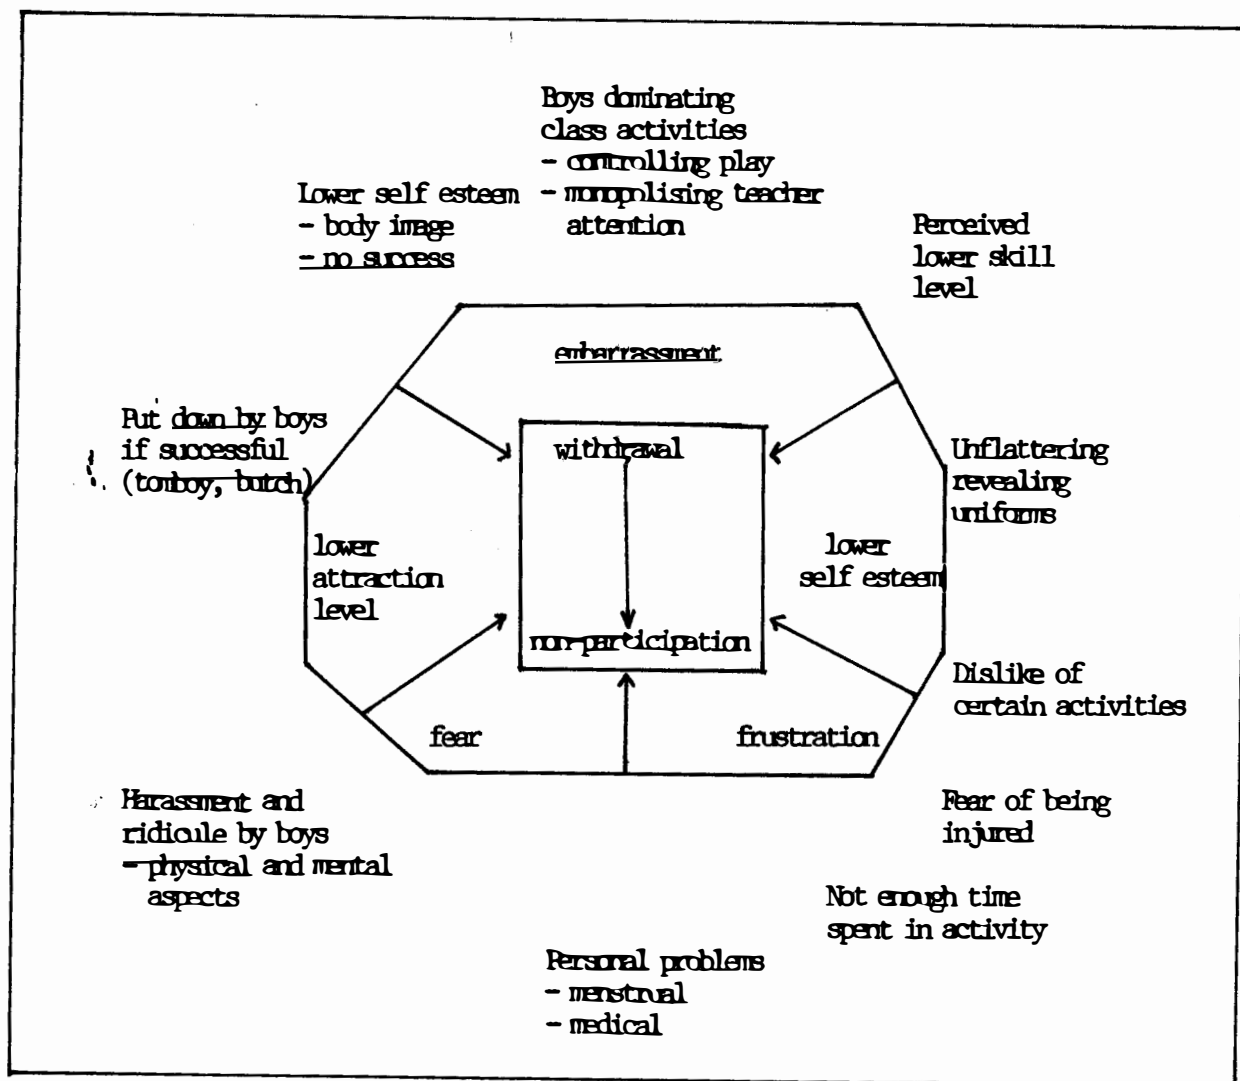 Boys dominating
class activities
- controlling play
- monopolising teacher
attention
Lower self esteem
- body image
- no success
Perceived
lower skill
level
embarrassment
Put down by boys
if successful
(tomboy, butch)
withdrawal
Unflattering
revealing
uniforms
lower
attraction
level
lower
self esteem
non-participation
Dislike of
certain activities
fear
frustration
Harassment and
ridicule by boys
- physical and mental
aspects
Fear of being
injured
Not enough time
spent in activity
Personal problems
- menstrual
- medical